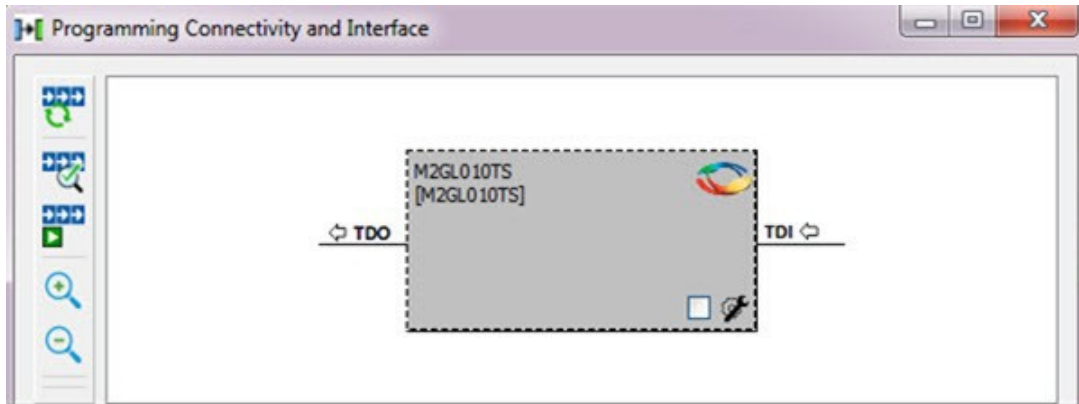 Programming Connectivity and Interface
M2GL010TS
[M2GL010TS]
TDO
TDI